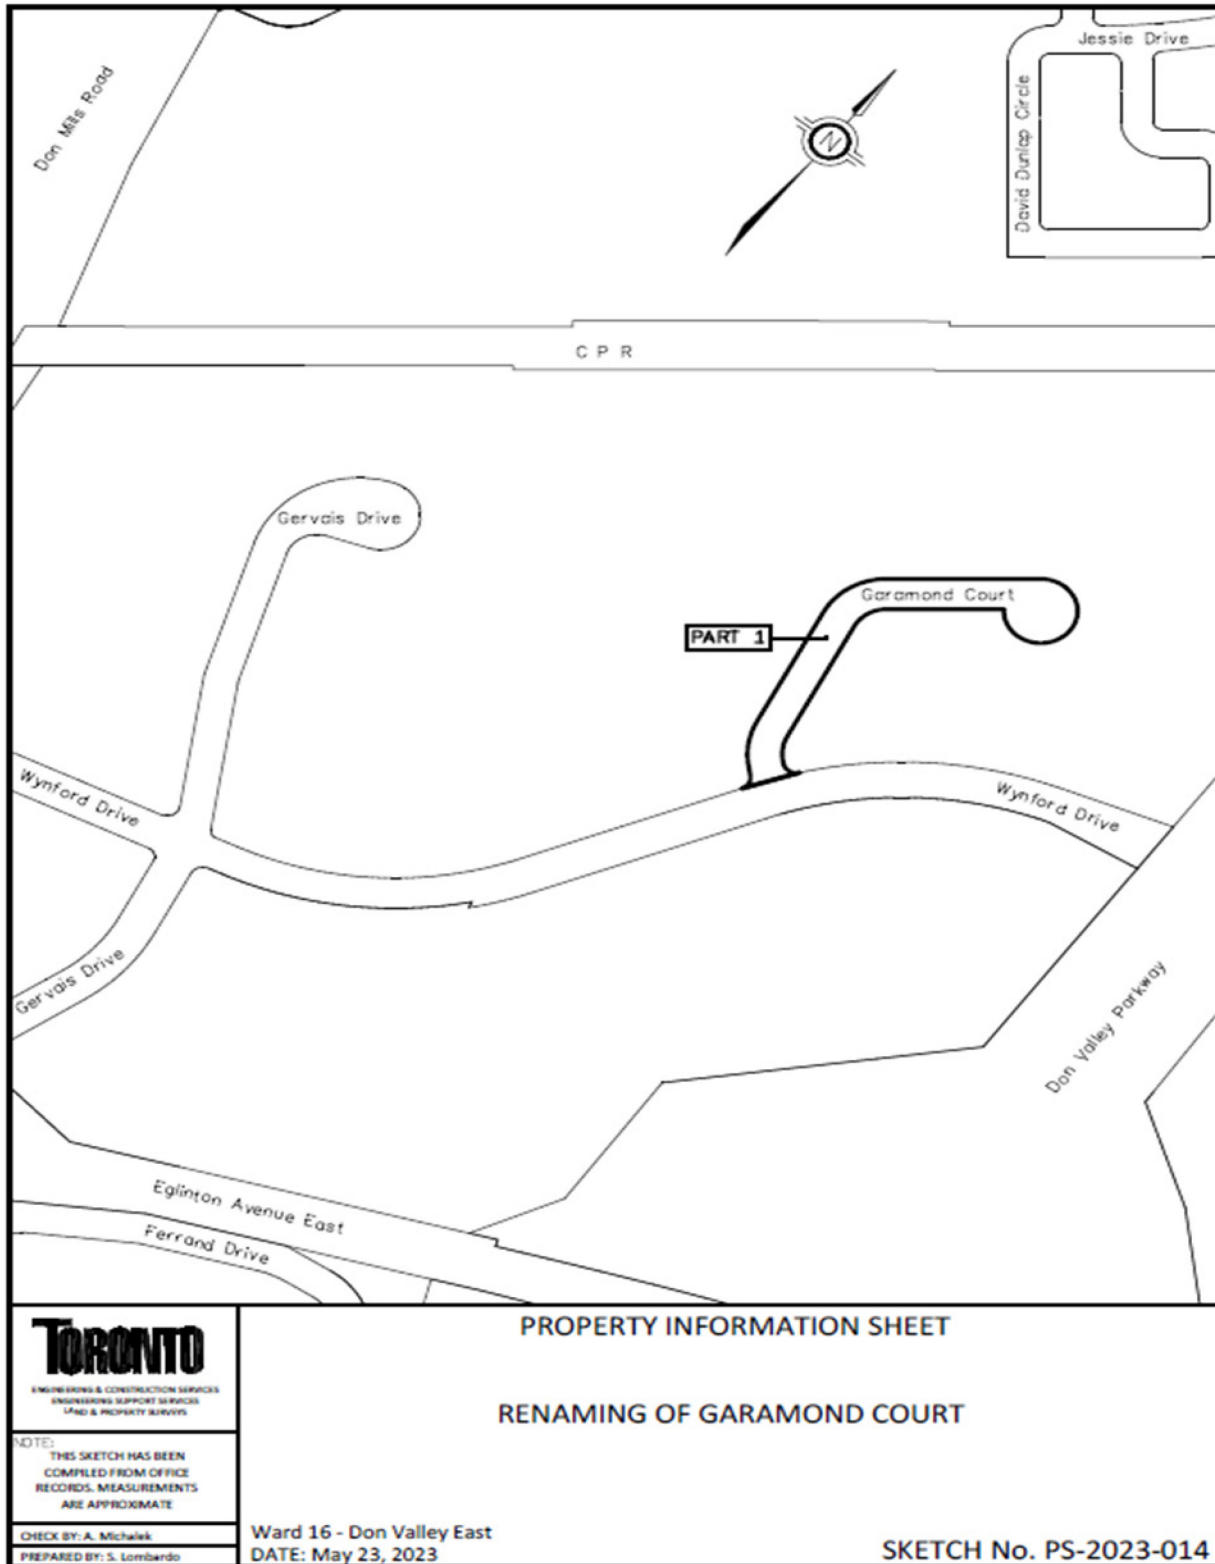 Jessie Drive
Don Mills Road
David Dunlap Circle
N
C P R
Gervais Drive
Garamond Court
PART 1
Wynford Drive
Wynford Drive
Gervais Drive
Don Valley Parkway
Eglinton Avenue East
Ferrand Drive
TORONTO
ENGINEERING & CONSTRUCTION SERVICES
ENGINEERING SUPPORT SERVICES
LAND & PROPERTY SURVEYS
NOTE:
THIS SKETCH HAS BEEN
COMPILED FROM OFFICE
RECORDS. MEASUREMENTS
ARE APPROXIMATE
CHECK BY: A. Michalek
PREPARED BY: S. Lombardo
PROPERTY INFORMATION SHEET
RENAMING OF GARAMOND COURT
Ward 16 - Don Valley East
DATE: May 23, 2023
SKETCH No. PS-2023-014